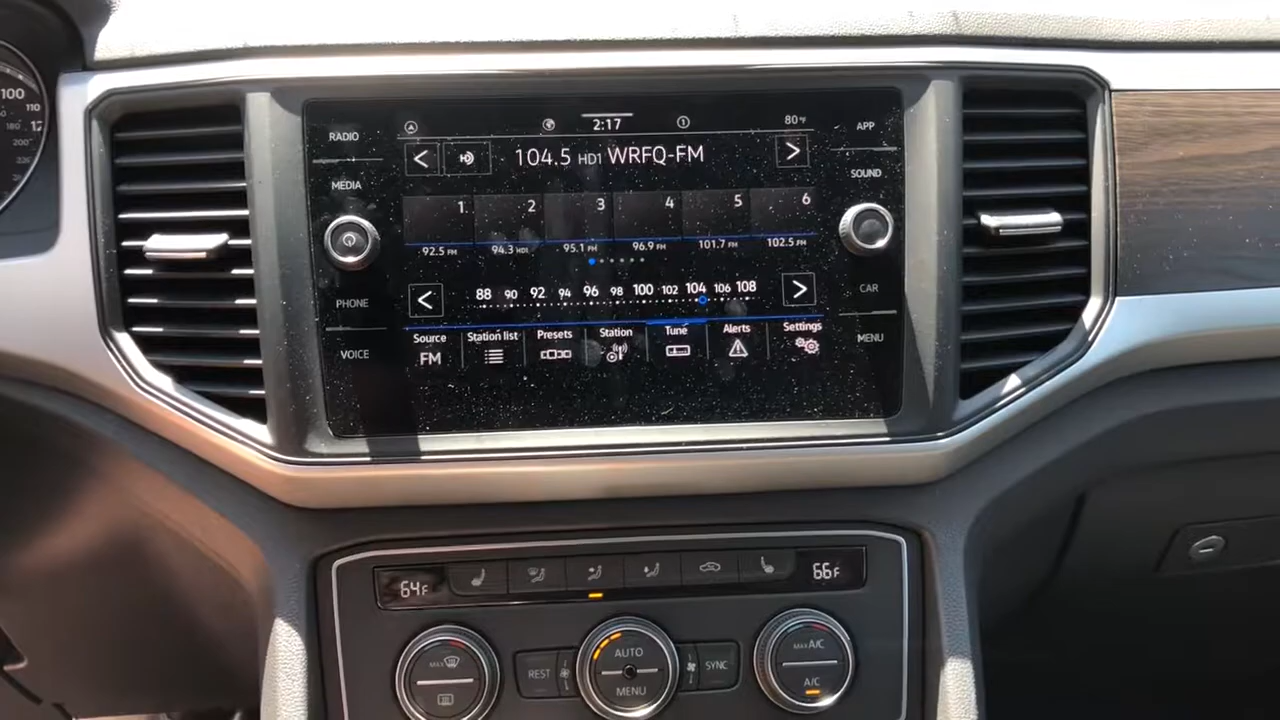 100
110
RADIO
MEDIA
PHONE
VOICE
2:17
80°F
104.5 HD1 WRFQ-FM
1 2 3 4 5 6
92.5 FM 94.3 HD1 95.1 FM 96.9 FM 101.7 FM 102.5 FM
88 90 92 94 96 98 100 102 104 106 108
Source Station list Presets Station Tune Alerts Settings
FM
APP
SOUND
CAR
MENU
64F
66F
MAX
REST
AUTO
MENU
SYNC
MAX A/C
A/C